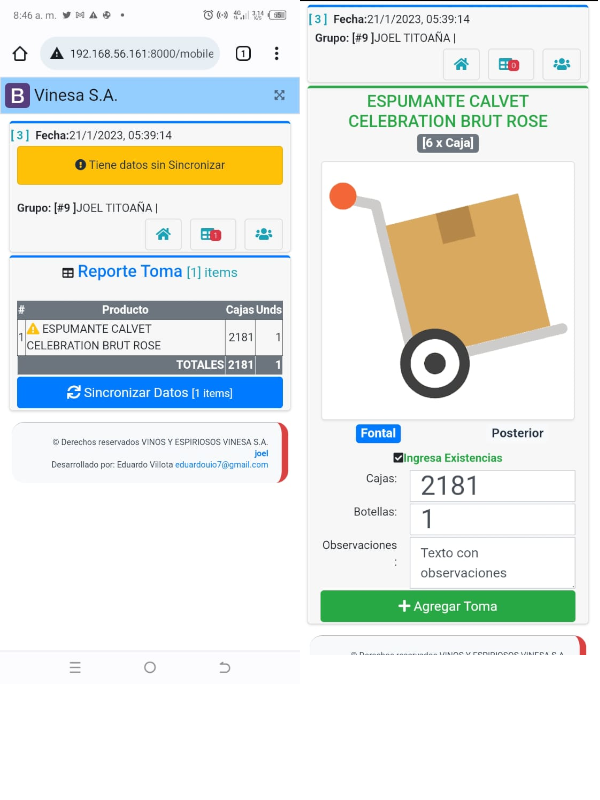 8:46 a. m.
4G
3,14
K/s
192.168.56.161:8000/mobile
1
B Vinesa S.A.
[ 3 ] Fecha:21/1/2023, 05:39:14
Tiene datos sin Sincronizar
Grupo: [#9 ]JOEL TITOAÑA |
1
Reporte Toma [1] items
# Producto Cajas Unds
1 ESPUMANTE CALVET CELEBRATION BRUT ROSE 2181 1
TOTALES 2181 1
Sincronizar Datos [1 items]
© Derechos reservados VINOS Y ESPIRIOSOS VINESA S.A.
joel
Desarrollado por: Eduardo Villota eduardouio7@gmail.com
[ 3 ] Fecha:21/1/2023, 05:39:14
Grupo: [#9 ]JOEL TITOAÑA |
0
ESPUMANTE CALVET
CELEBRATION BRUT ROSE
[6 x Caja]
Fontal Posterior
Ingresa Existencias
Cajas: 2181
Botellas: 1
Observaciones : Texto con
observaciones
+ Agregar Toma
© Derechos reservados VINOS Y ESPIRIOSOS VINESA S.A.